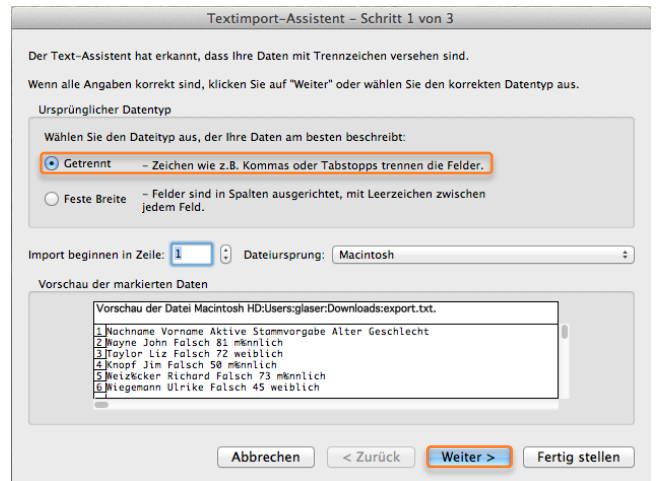 Textimport-Assistent – Schritt 1 von 3
Der Text-Assistent hat erkannt, dass Ihre Daten mit Trennzeichen versehen sind.
Wenn alle Angaben korrekt sind, klicken Sie auf "Weiter" oder wählen Sie den korrekten Datentyp aus.
Ursprünglicher Datentyp
Wählen Sie den Dateityp aus, der Ihre Daten am besten beschreibt:
Getrennt – Zeichen wie z.B. Kommas oder Tabstopps trennen die Felder.
Feste Breite – Felder sind in Spalten ausgerichtet, mit Leerzeichen zwischen
jedem Feld.
Import beginnen in Zeile: 1 Dateiursprung: Macintosh
Vorschau der markierten Daten
Vorschau der Datei Macintosh HD:Users:glaser:Downloads:export.txt.
1 Nachname Vorname Aktive Stammvorgabe Alter Geschlecht
2 Wayne John Falsch 81 m%nnlich
3 Taylor Liz Falsch 72 weiblich
4 Knopf Jim Falsch 50 m%nnlich
5 Weiz%cker Richard Falsch 73 m%nnlich
6 Wiegemann Ulrike Falsch 45 weiblich
Abbrechen < Zurück Weiter > Fertig stellen